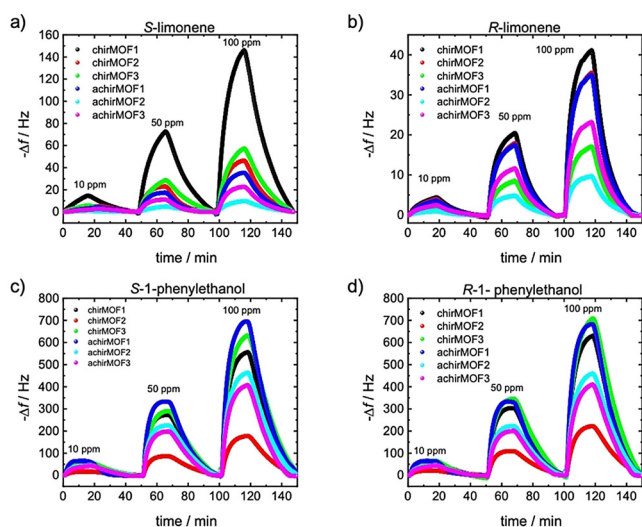 a)
S-limonene
-Δf / Hz
160
140
120
100
80
60
40
20
0
chirMOF1
chirMOF2
chirMOF3
achirMOF1
achirMOF2
achirMOF3
10 ppm
50 ppm
100 ppm
0 20 40 60 80 100 120 140
time / min
b)
R-limonene
-Δf / Hz
40
30
20
10
0
chirMOF1
chirMOF2
chirMOF3
achirMOF1
achirMOF2
achirMOF3
10 ppm
50 ppm
100 ppm
0 20 40 60 80 100 120 140
time / min
c)
S-1-phenylethanol
-Δf / Hz
800
700
600
500
400
300
200
100
0
chirMOF1
chirMOF2
chirMOF3
achirMOF1
achirMOF2
achirMOF3
10 ppm
50 ppm
100 ppm
0 20 40 60 80 100 120 140
time / min
d)
R-1- phenylethanol
-Δf / Hz
800
700
600
500
400
300
200
100
0
chirMOF1
chirMOF2
chirMOF3
achirMOF1
achirMOF2
achirMOF3
10 ppm
50 ppm
100 ppm
0 20 40 60 80 100 120 140
time / min